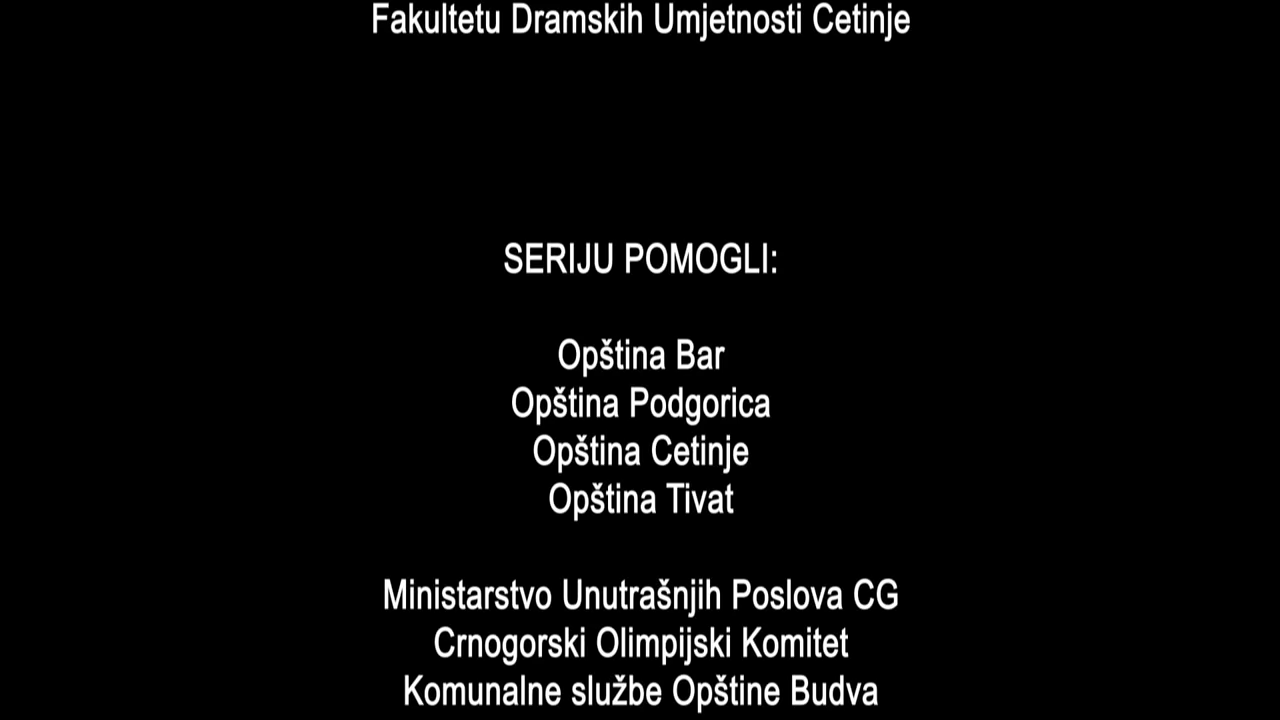 Fakultetu Dramskih Umjetnosti Cetinje
SERIJU POMOGLI:
Opština Bar
Opština Podgorica
Opština Cetinje
Opština Tivat
Ministarstvo Unutrašnjih Poslova CG
Crnogorski Olimpijski Komitet
Komunalne službe Opštine Budva